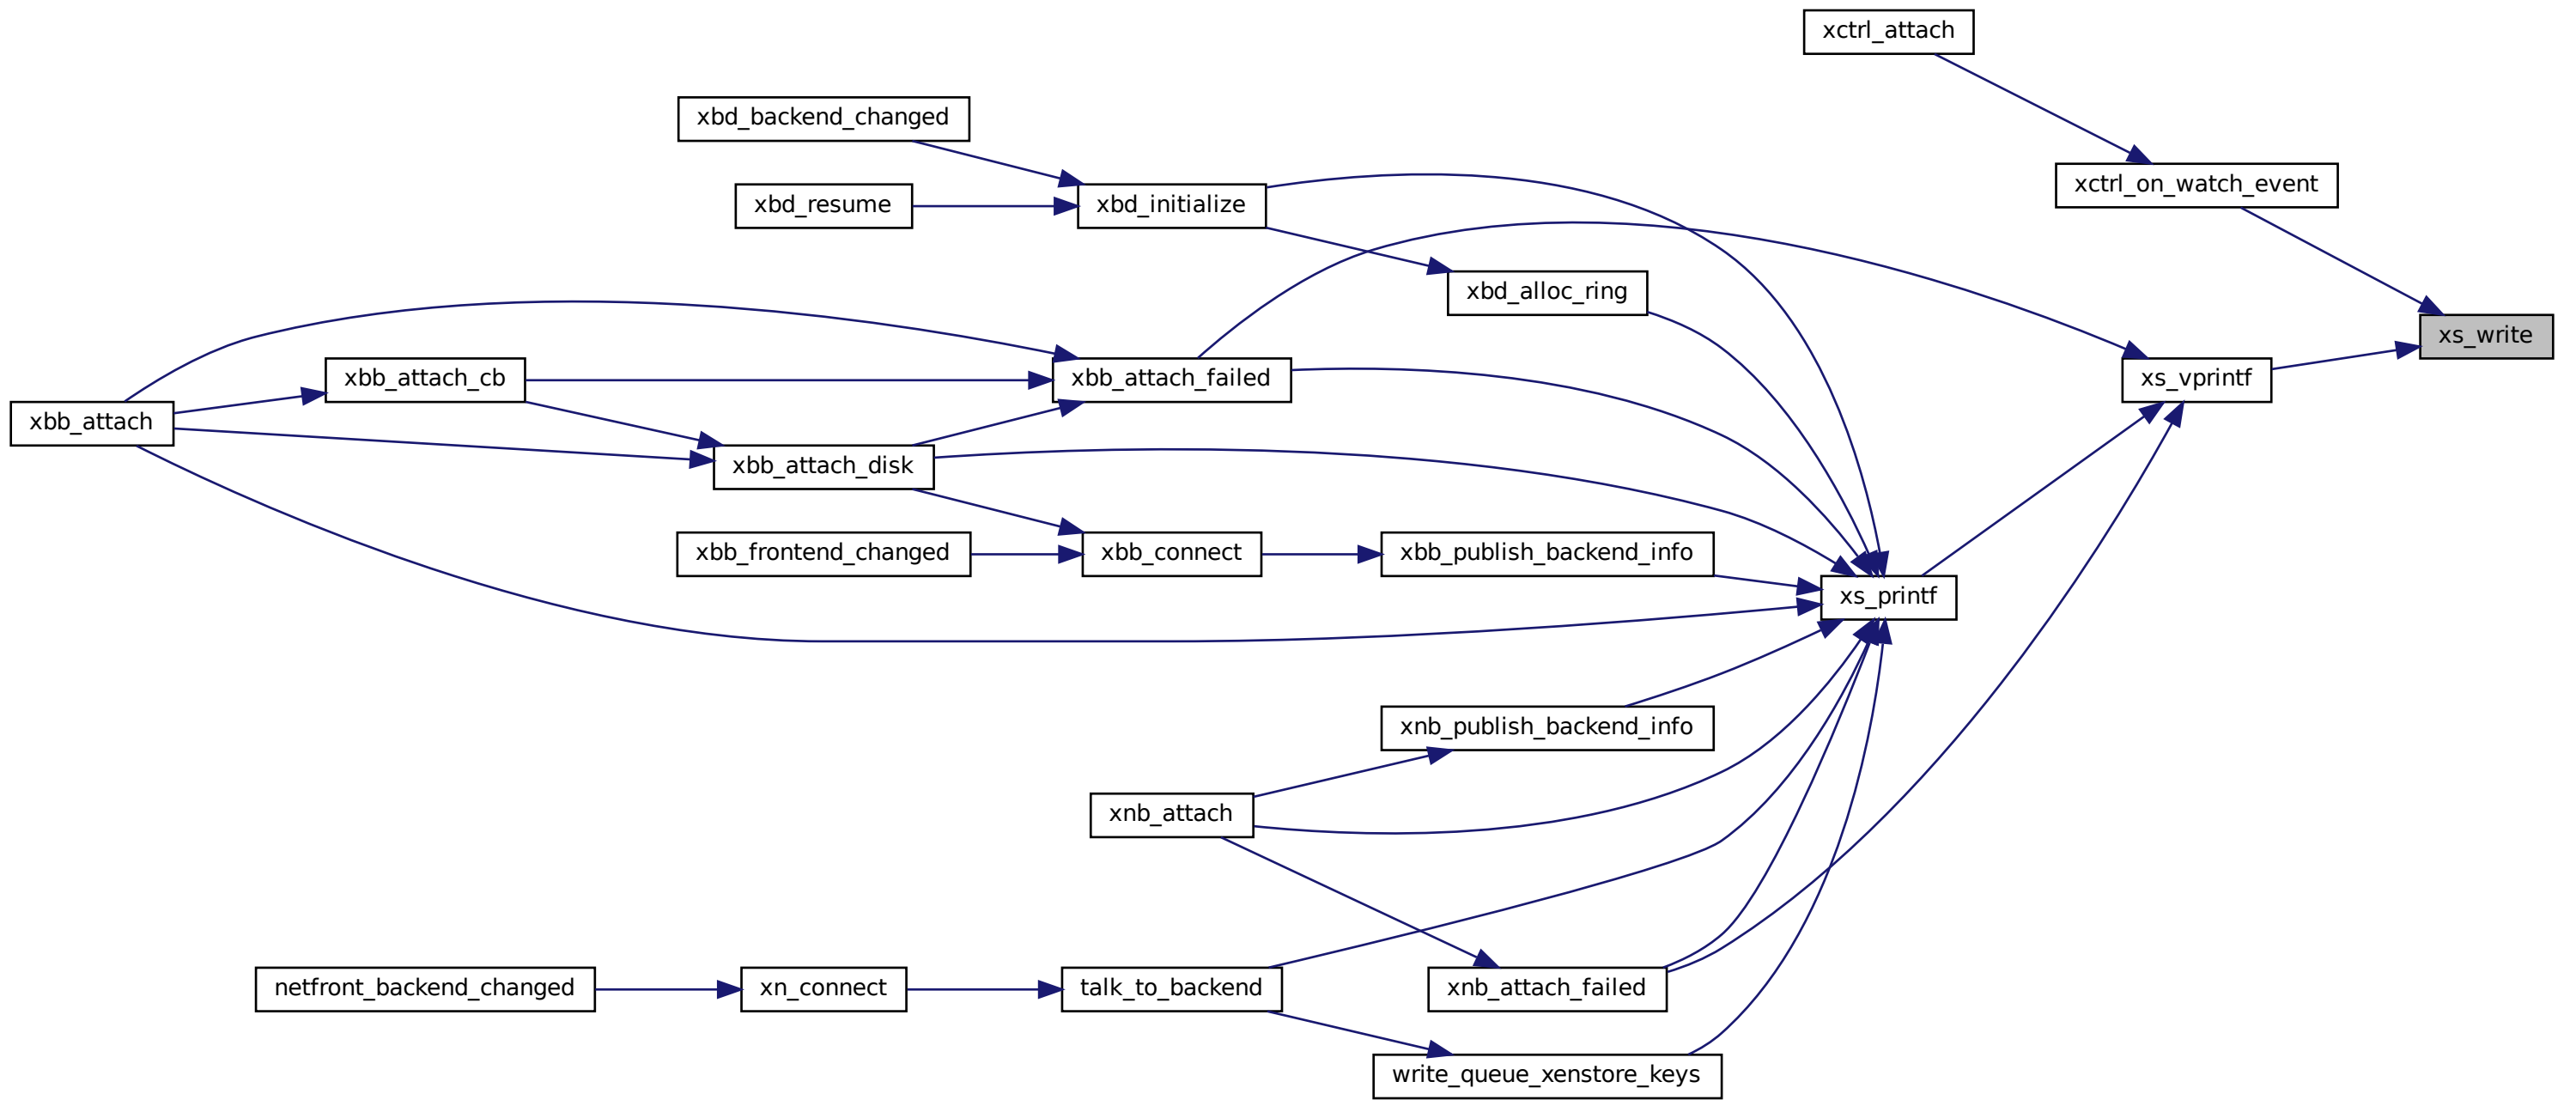 xctrl_attach
xbd_backend_changed
xctrl_on_watch_event
xbd_resume
xbd_initialize
xbd_alloc_ring
xs_write
xbb_attach_cb
xbb_attach_failed
xs_vprintf
xbb_attach
xbb_attach_disk
xbb_frontend_changed
xbb_connect
xbb_publish_backend_info
xs_printf
xnb_publish_backend_info
xnb_attach
netfront_backend_changed
xn_connect
talk_to_backend
xnb_attach_failed
write_queue_xenstore_keys